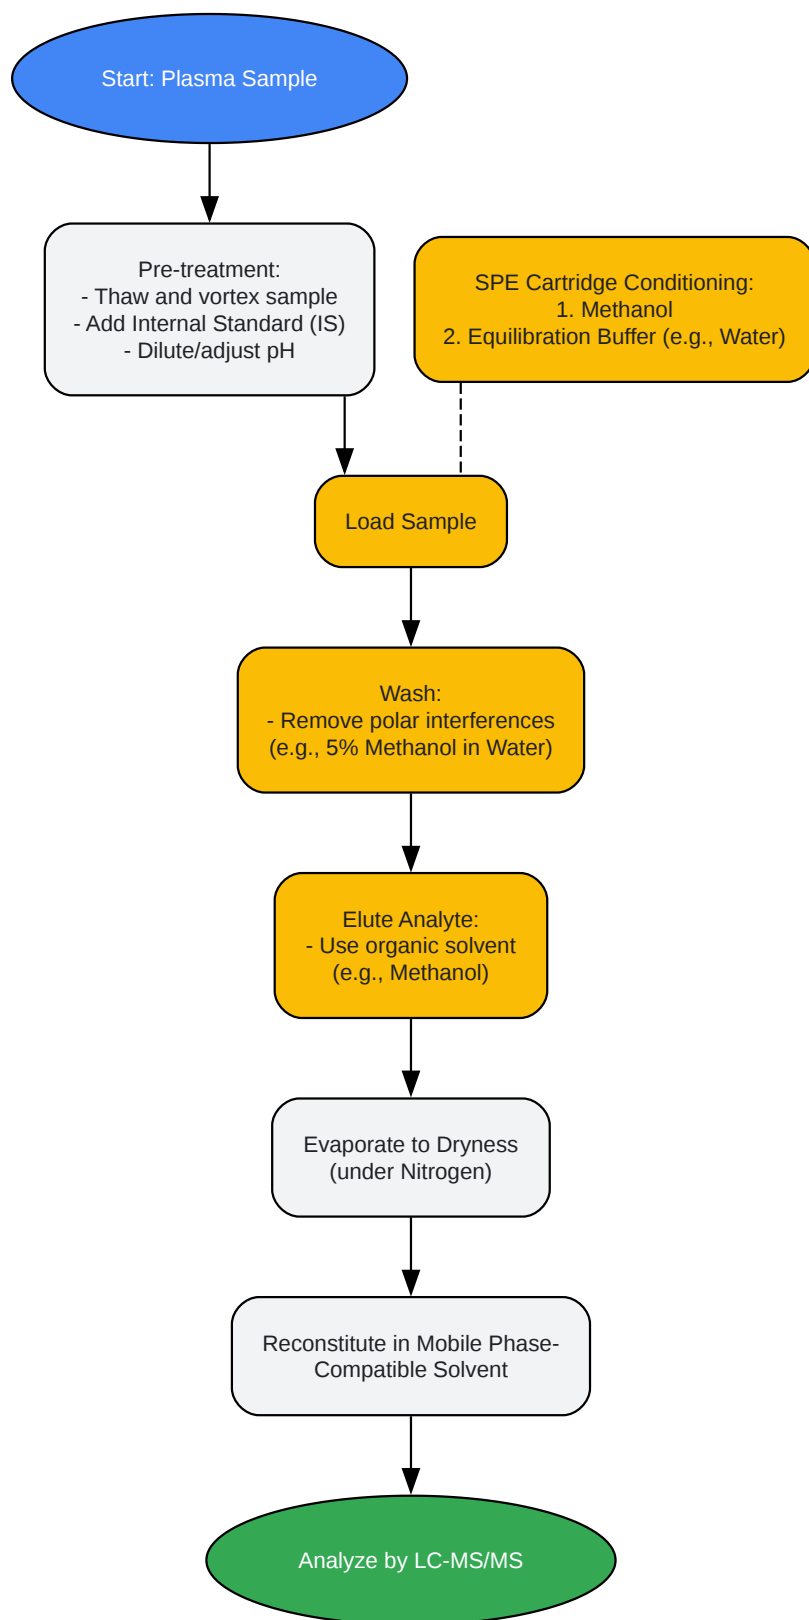 Start: Plasma Sample
Pre-treatment:
- Thaw and vortex sample
- Add Internal Standard (IS)
- Dilute/adjust pH
SPE Cartridge Conditioning:
1. Methanol
2. Equilibration Buffer (e.g., Water)
Load Sample
Wash:
- Remove polar interferences
(e.g., 5% Methanol in Water)
Elute Analyte:
- Use organic solvent
(e.g., Methanol)
Evaporate to Dryness
(under Nitrogen)
Reconstitute in Mobile Phase-
Compatible Solvent
Analyze by LC-MS/MS